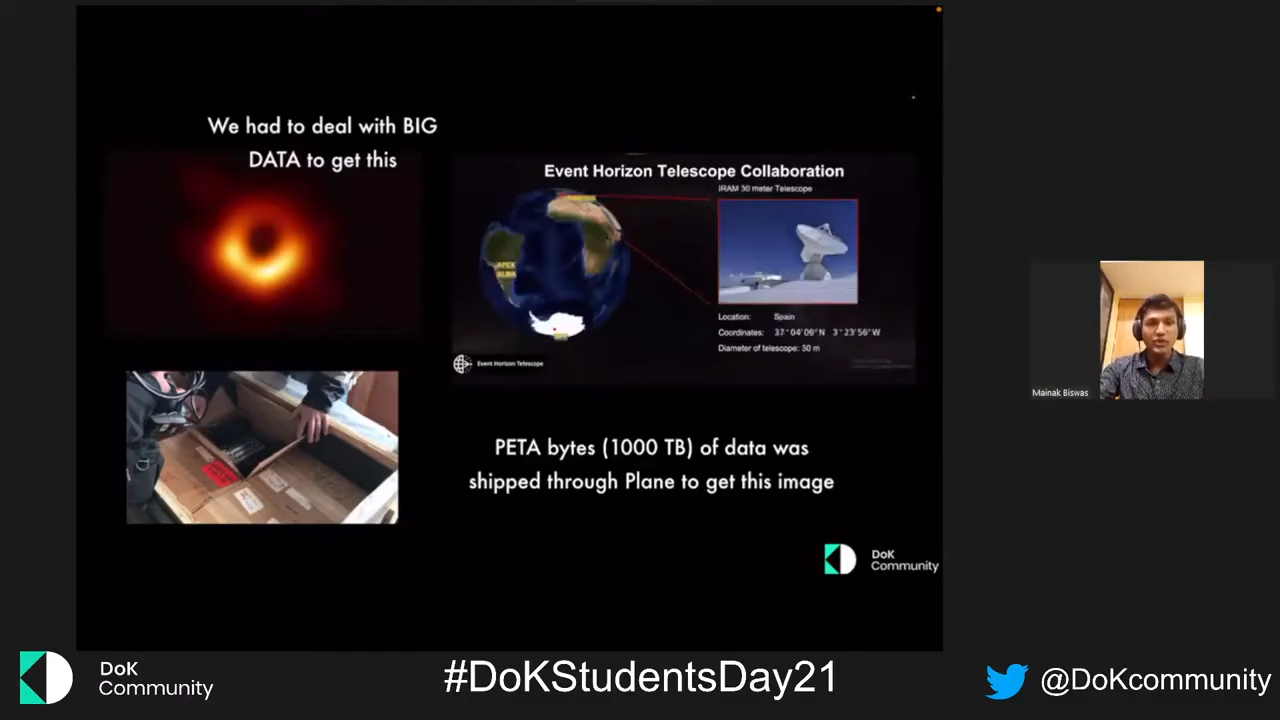 We had to deal with BIG
DATA to get this
Event Horizon Telescope Collaboration
IRAM 30 meter Telescope
APEX
ALMA
Location: Spain
Coordinates: 37°04'06"N 3°23'56"W
Diameter of telescope: 30 m
Event Horizon Telescope
PETA bytes (1000 TB) of data was
shipped through Plane to get this image
DoK
Community
Mainak Biswas
DoK
Community
#DoKStudentsDay21
@DoKcommunity